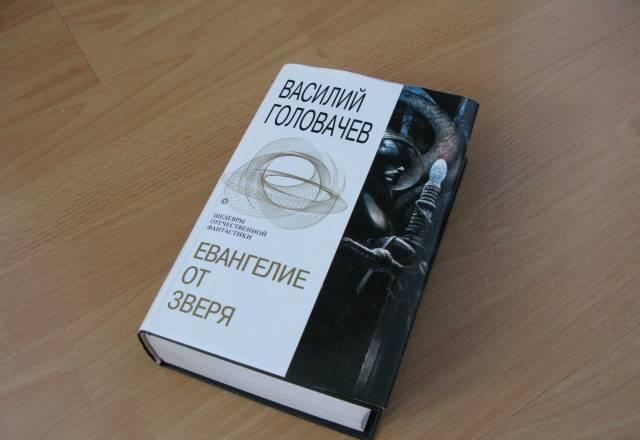 ВАСИЛИЙ
ГОЛОВАЧЕВ
ШЕДЕВРЫ
ОТЕЧЕСТВЕННОЙ
ФАНТАСТИКИ
ЕВАНГЕЛИЕ
ОТ
ЗВЕРЯ